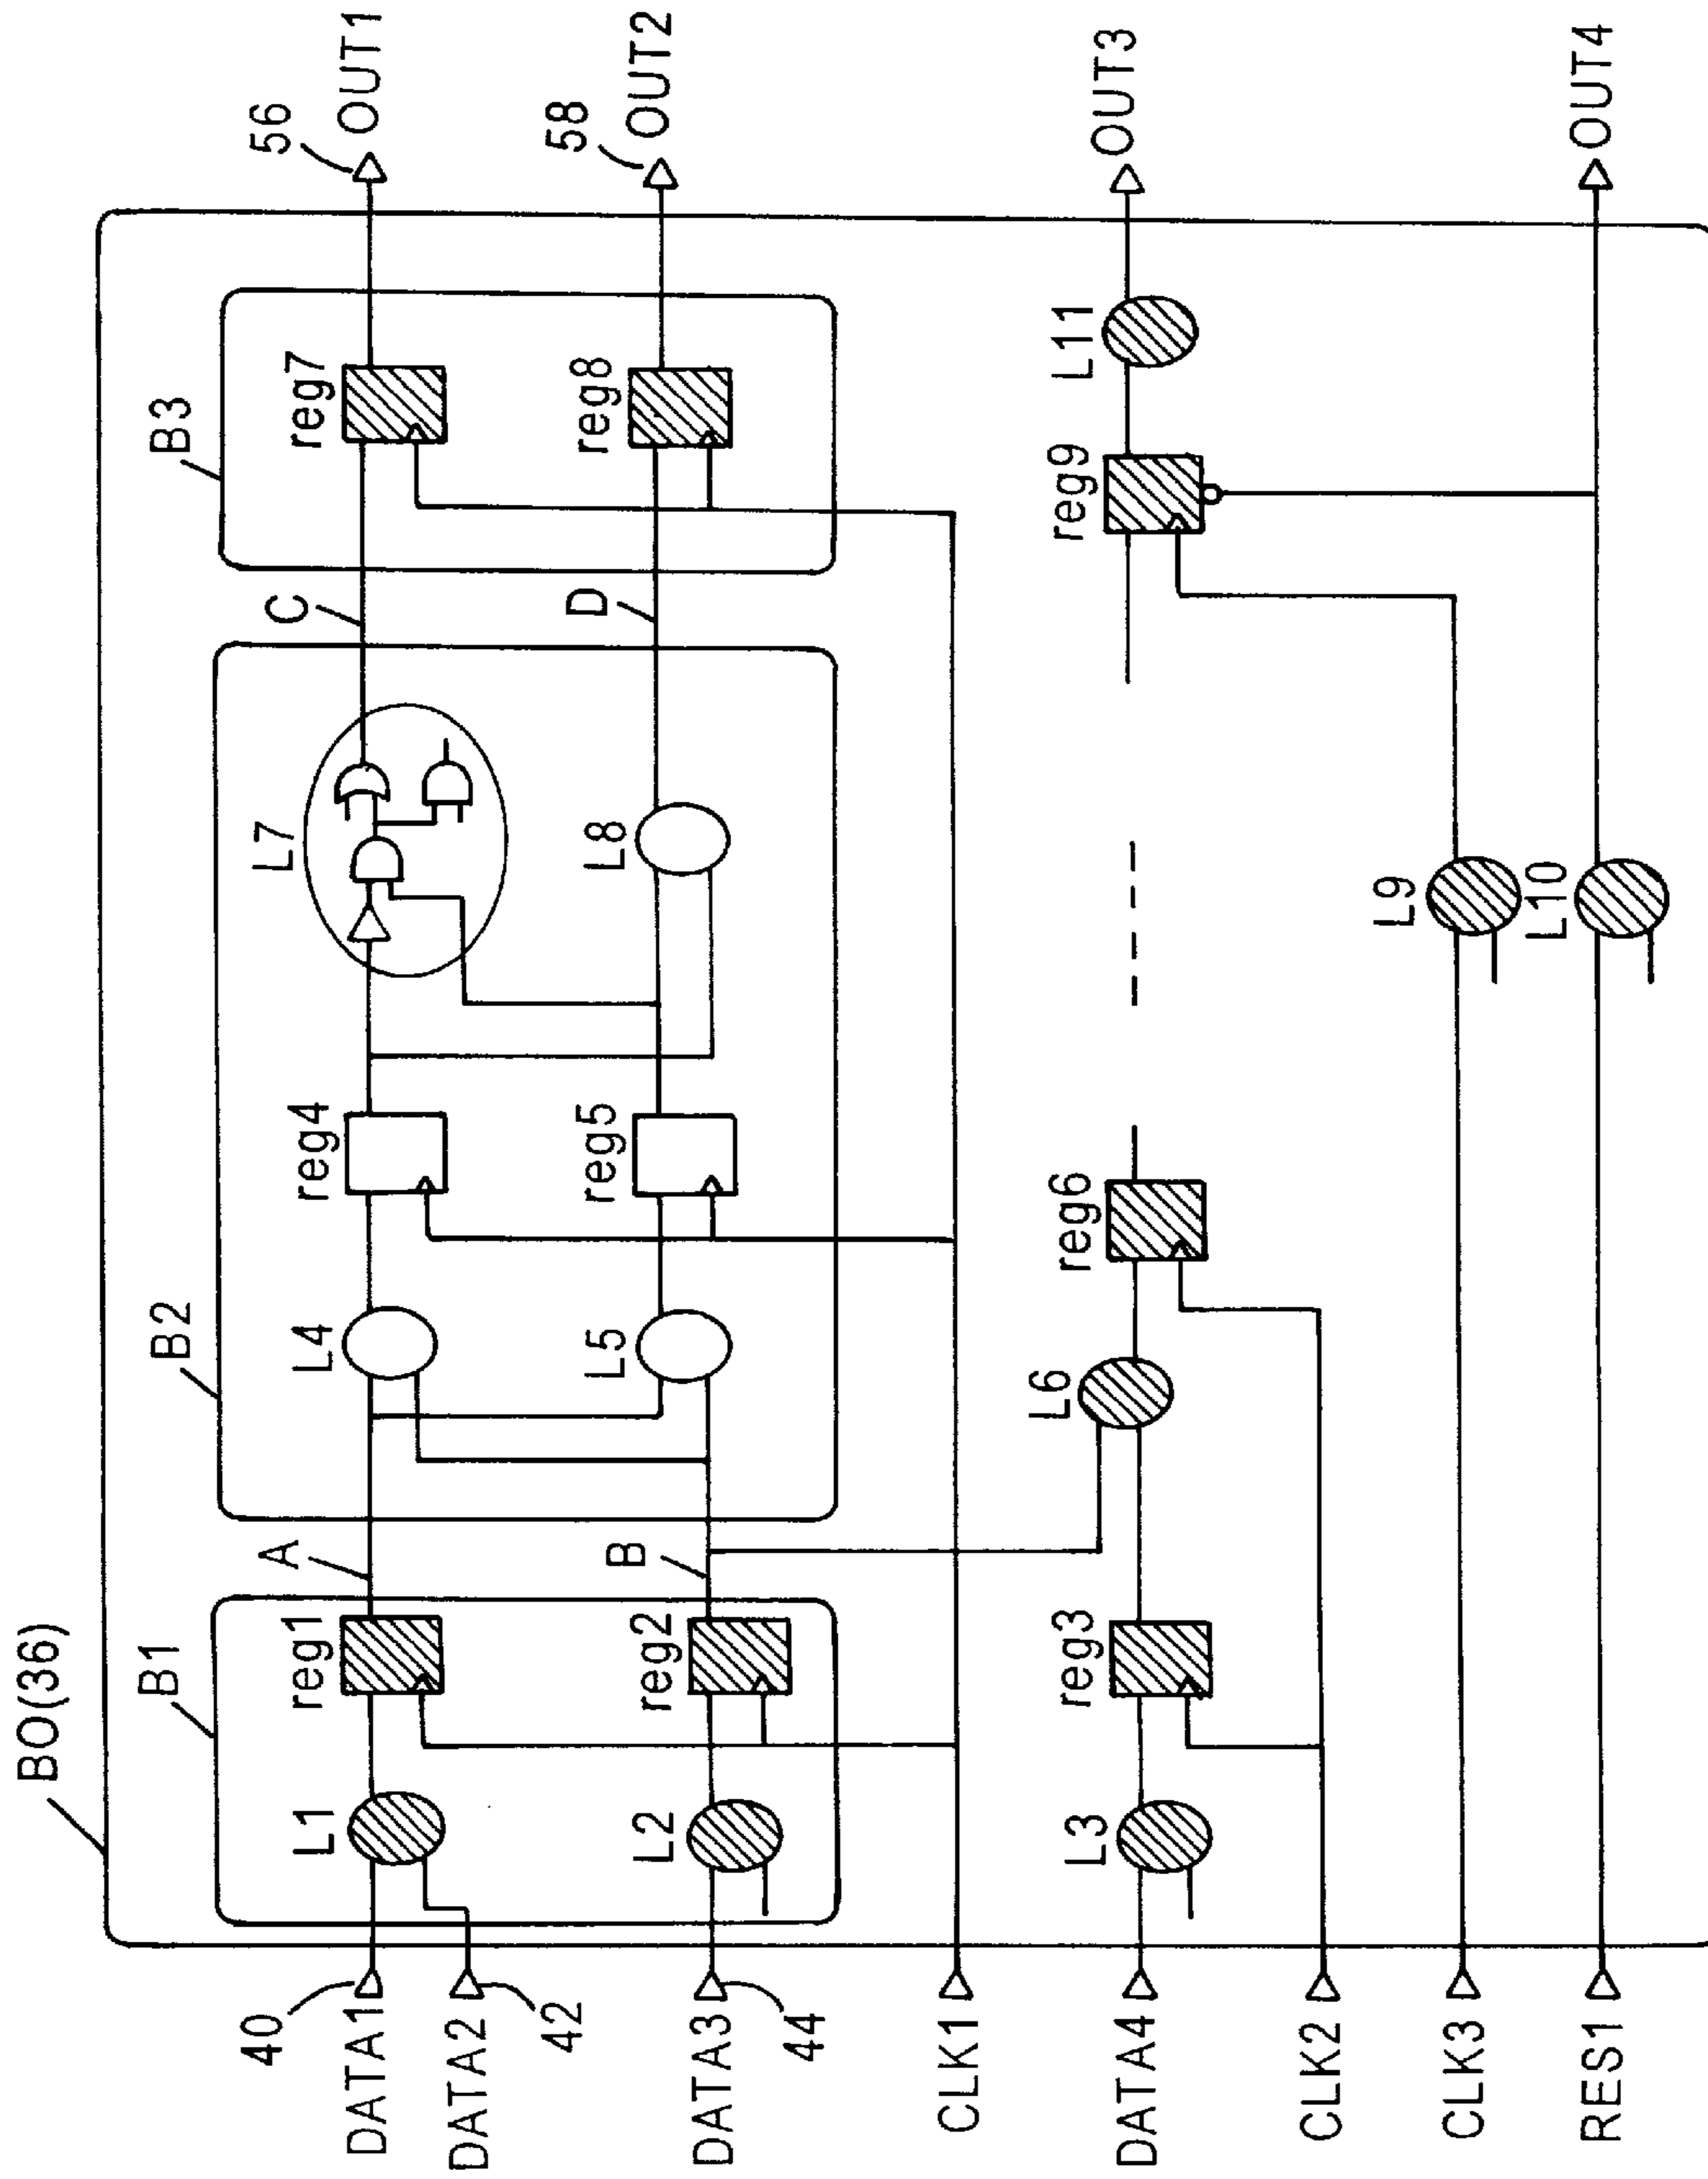 BO(36)
B1
B2
B3
40
DATA1
DATA2
42
L1
reg1
A
L4
reg4
L7
C
reg7
56
OUT1
DATA3
44
L2
reg2
B
L5
reg5
L8
D
reg8
58
OUT2
CLK1
DATA4
L3
reg3
L6
reg6
reg9
L11
OUT3
CLK2
CLK3
L9
RES1
L10
OUT4